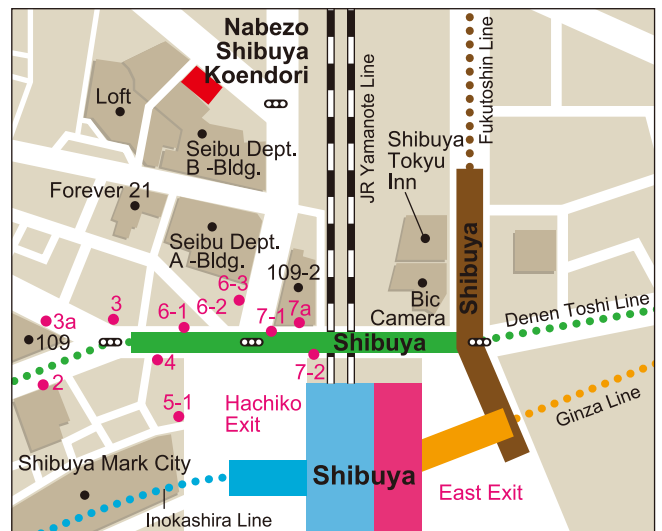 Nabezo
Shibuya
Koendori
JR Yamanote Line
Fukutoshin Line
Loft
Seibu Dept.
B -Bldg.
Shibuya
Tokyu
Inn
Forever 21
Seibu Dept.
A -Bldg.
109-2
Shibuya
6-3
6-2
Bic
Camera
3a
3
6-1
7-1
7a
Denen Toshi Line
109
Shibuya
4
7-2
2
5-1
Hachiko
Exit
Ginza Line
Shibuya Mark City
Shibuya
East Exit
Inokashira Line